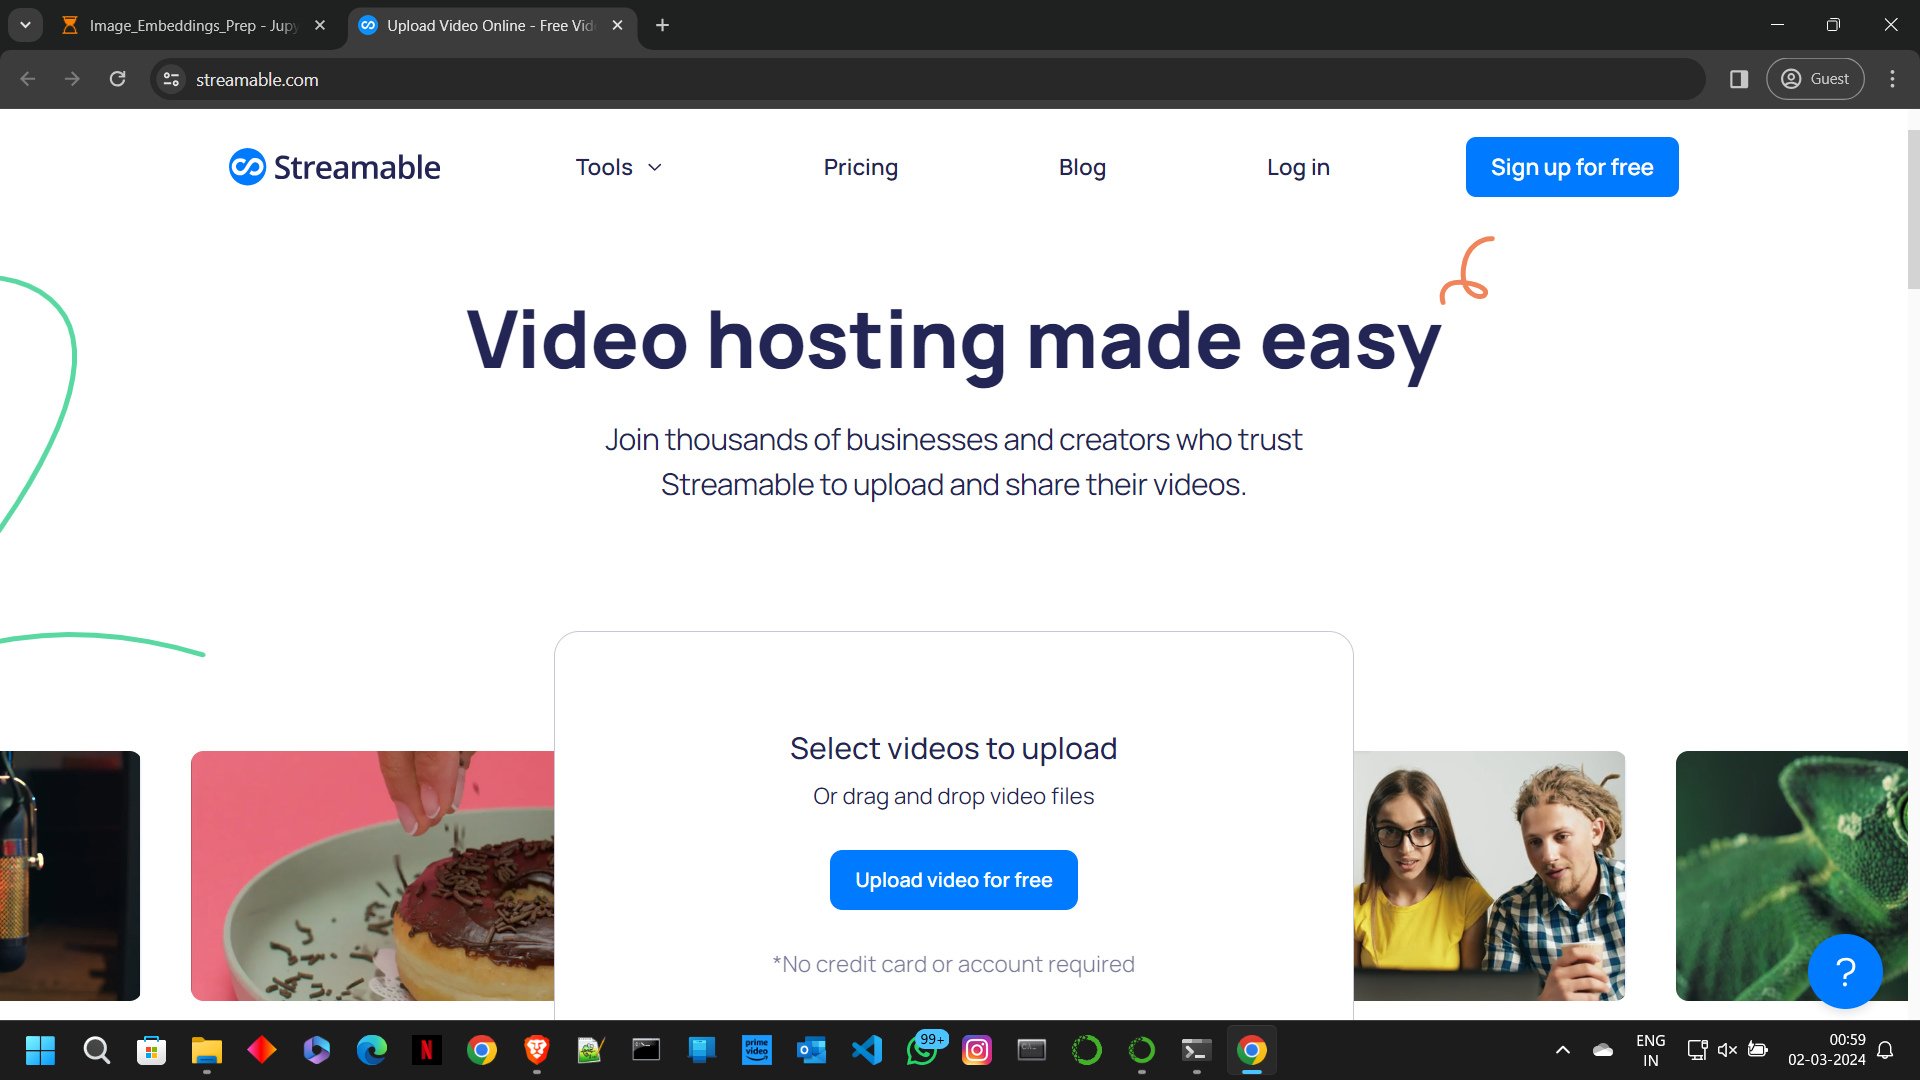 Image_Embeddings_Prep - Jupy
Upload Video Online - Free Vid
streamable.com
Guest
Streamable
Tools
Pricing
Blog
Log in
Sign up for free
Video hosting made easy
Join thousands of businesses and creators who trust
Streamable to upload and share their videos.
Select videos to upload
Or drag and drop video files
Upload video for free
*No credit card or account required
?
N
prime
video
99+
ENG
IN
00:59
02-03-2024